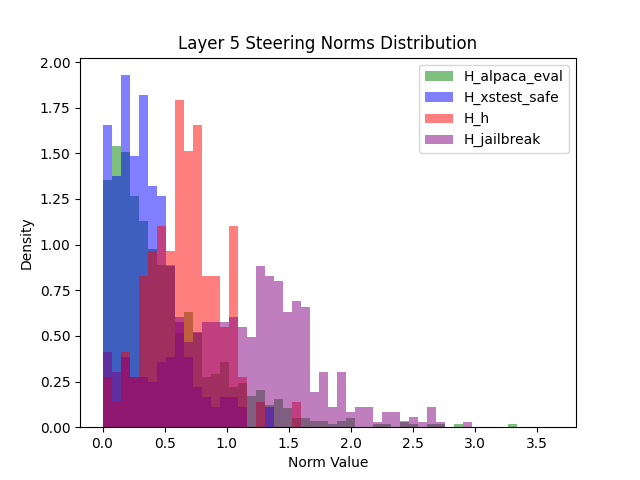 Layer 5 Steering Norms Distribution
H_alpaca_eval
H_xstest_safe
H_h
H_jailbreak
Density
2.00
1.75
1.50
1.25
1.00
0.75
0.50
0.25
0.00
0.0 0.5 1.0 1.5 2.0 2.5 3.0 3.5
Norm Value